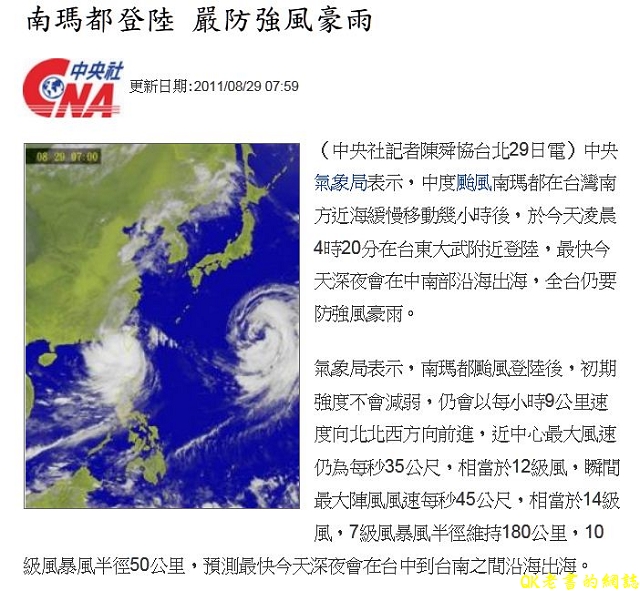 南瑪都登陸 嚴防強風豪雨
中央社
CNA
更新日期:2011/08/29 07:59
08 29 07:00
（中央社記者陳舜協台北29日電）中央
氣象局表示，中度颱風南瑪都在台灣南
方近海緩慢移動幾小時後，於今天凌晨
4時20分在台東大武附近登陸，最快今
天深夜會在中南部沿海出海，全台仍要
防強風豪雨。
氣象局表示，南瑪都颱風登陸後，初期
強度不會減弱，仍會以每小時9公里速
度向北北西方向前進，近中心最大風速
仍為每秒35公尺，相當於12級風，瞬間
最大陣風風速每秒45公尺，相當於14級
風，7級風暴風半徑維持180公里，10
級風暴風半徑50公里，預測最快今天深夜會在台中到台南之間沿海出海。
OK老書的網誌